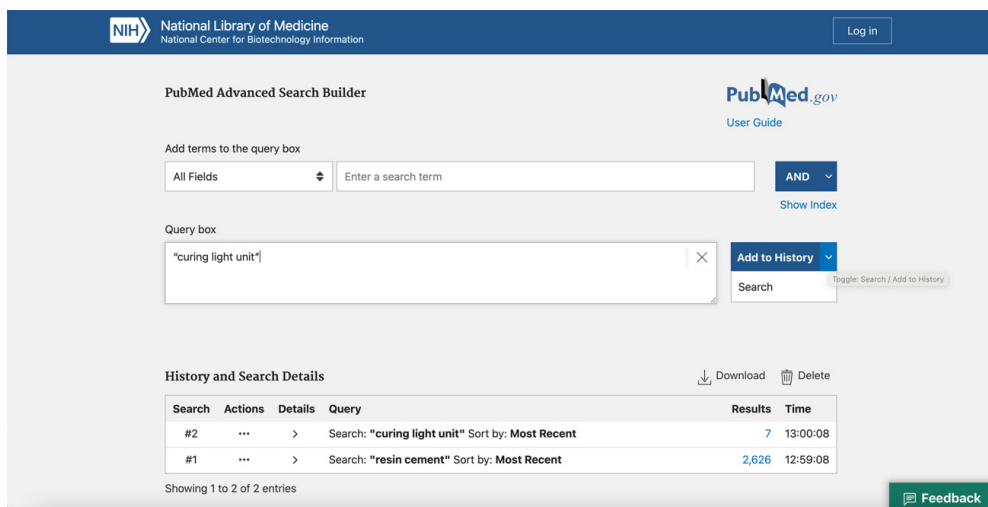 NIH National Library of Medicine
National Center for Biotechnology Information
Log in
PubMed Advanced Search Builder
PubMed.gov
User Guide
Add terms to the query box
All Fields
Enter a search term
AND
Show Index
Query box
“curing light unit”
Add to History
Toggle: Search / Add to History
Search
History and Search Details
Download
Delete
Search Actions Details Query Results Time
#2 ••• > Search: "curing light unit" Sort by: Most Recent 7 13:00:08
#1 ••• > Search: "resin cement" Sort by: Most Recent 2,626 12:59:08
Showing 1 to 2 of 2 entries
Feedback